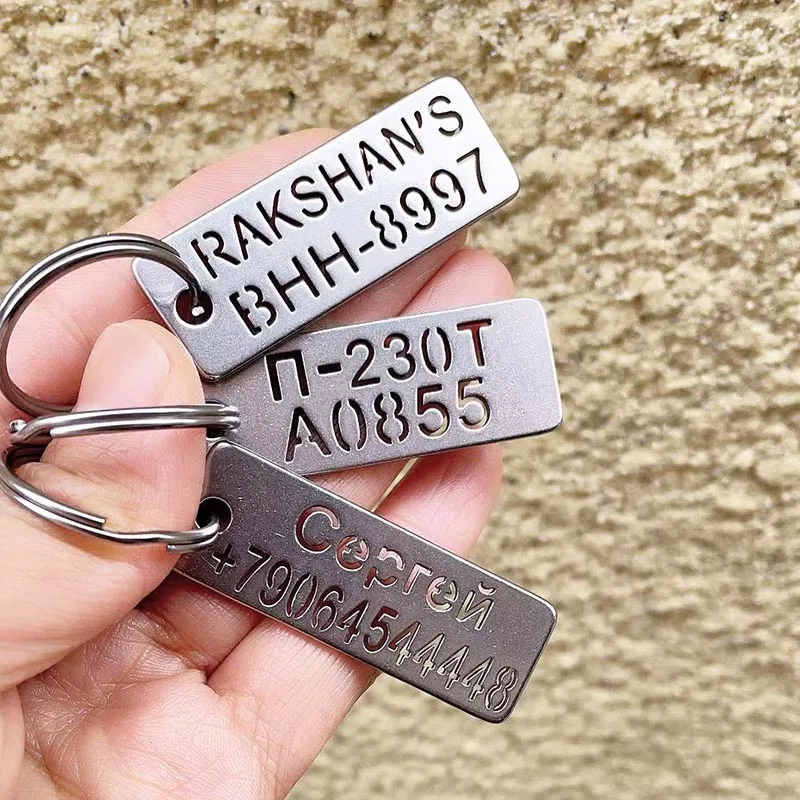 RAKSHAN'S
BHH-8997
П-230Т
А0855
Сергей
+79064544448